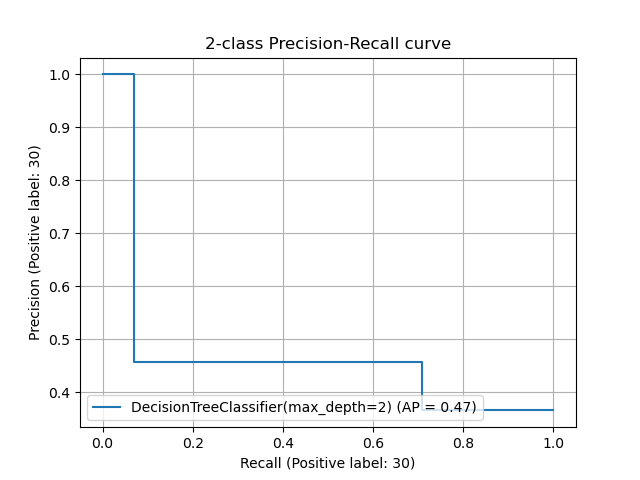 2-class Precision-Recall curve
Precision (Positive label: 30)
1.0
0.9
0.8
0.7
0.6
0.5
0.4
DecisionTreeClassifier(max_depth=2) (AP = 0.47)
0.0 0.2 0.4 0.6 0.8 1.0
Recall (Positive label: 30)